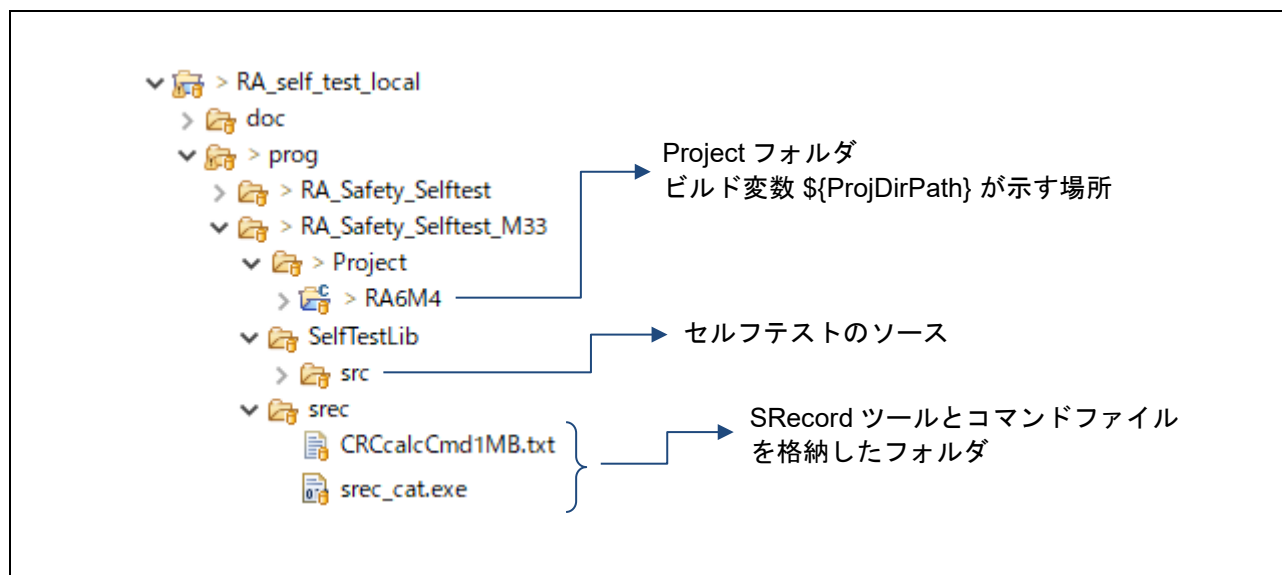 > RA_self_test_local
doc
> prog
> RA_Safety_Selftest
> RA_Safety_Selftest_M33
> Project
> RA6M4
SelfTestLib
src
srec
CRCcalcCmd1MB.txt
srec_cat.exe
Project フォルダ
ビルド変数 ${ProjDirPath} が示す場所
セルフテストのソース
SRecord ツールとコマンドファイル
を格納したフォルダ